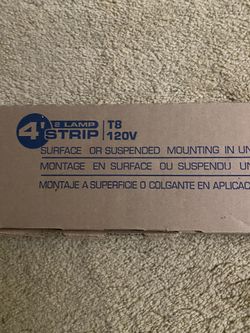 4' 2 LAMP STRIP T8 120V
SURFACE OR SUSPENDED MOUNTING IN
MONTAGE EN SURFACE OU SUSPENDU
MONTAJE A SUPERFICIE O COLGANTE EN